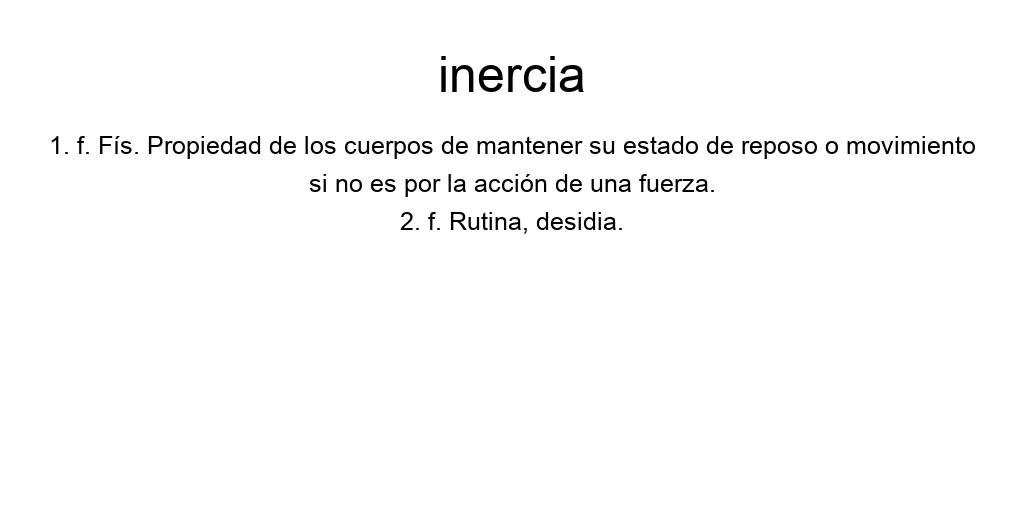 inercia
1. f. Fís. Propiedad de los cuerpos de mantener su estado de reposo o movimiento
si no es por la acción de una fuerza.
2. f. Rutina, desidia.